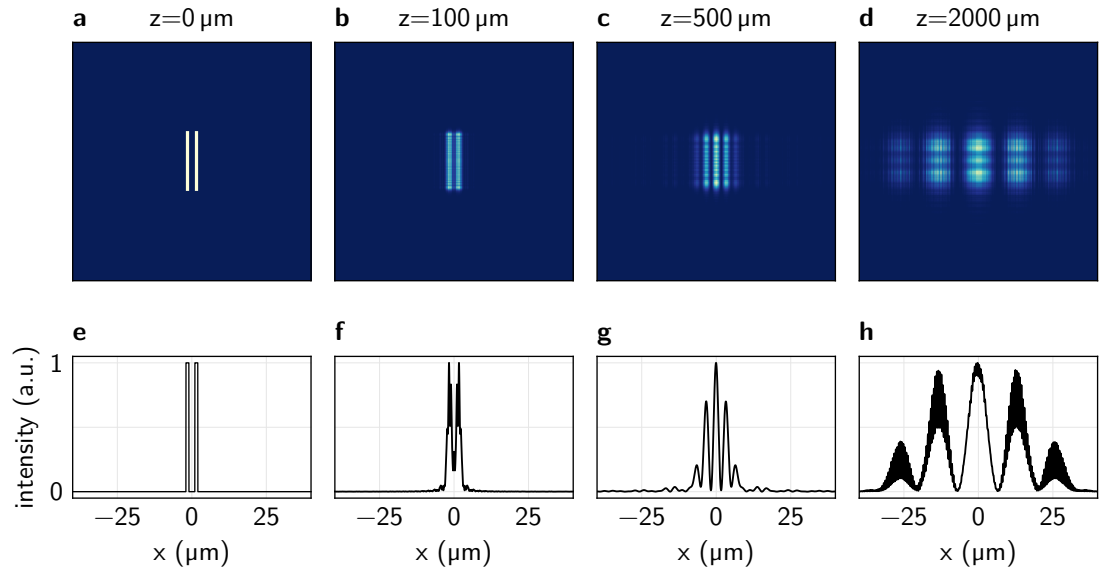 a z=0 µm b z=100 µm c z=500 µm d z=2000 µm
e f g h
intensity (a.u.)
1
0
−25 0 25 −25 0 25 −25 0 25 −25 0 25
x (µm) x (µm) x (µm) x (µm)